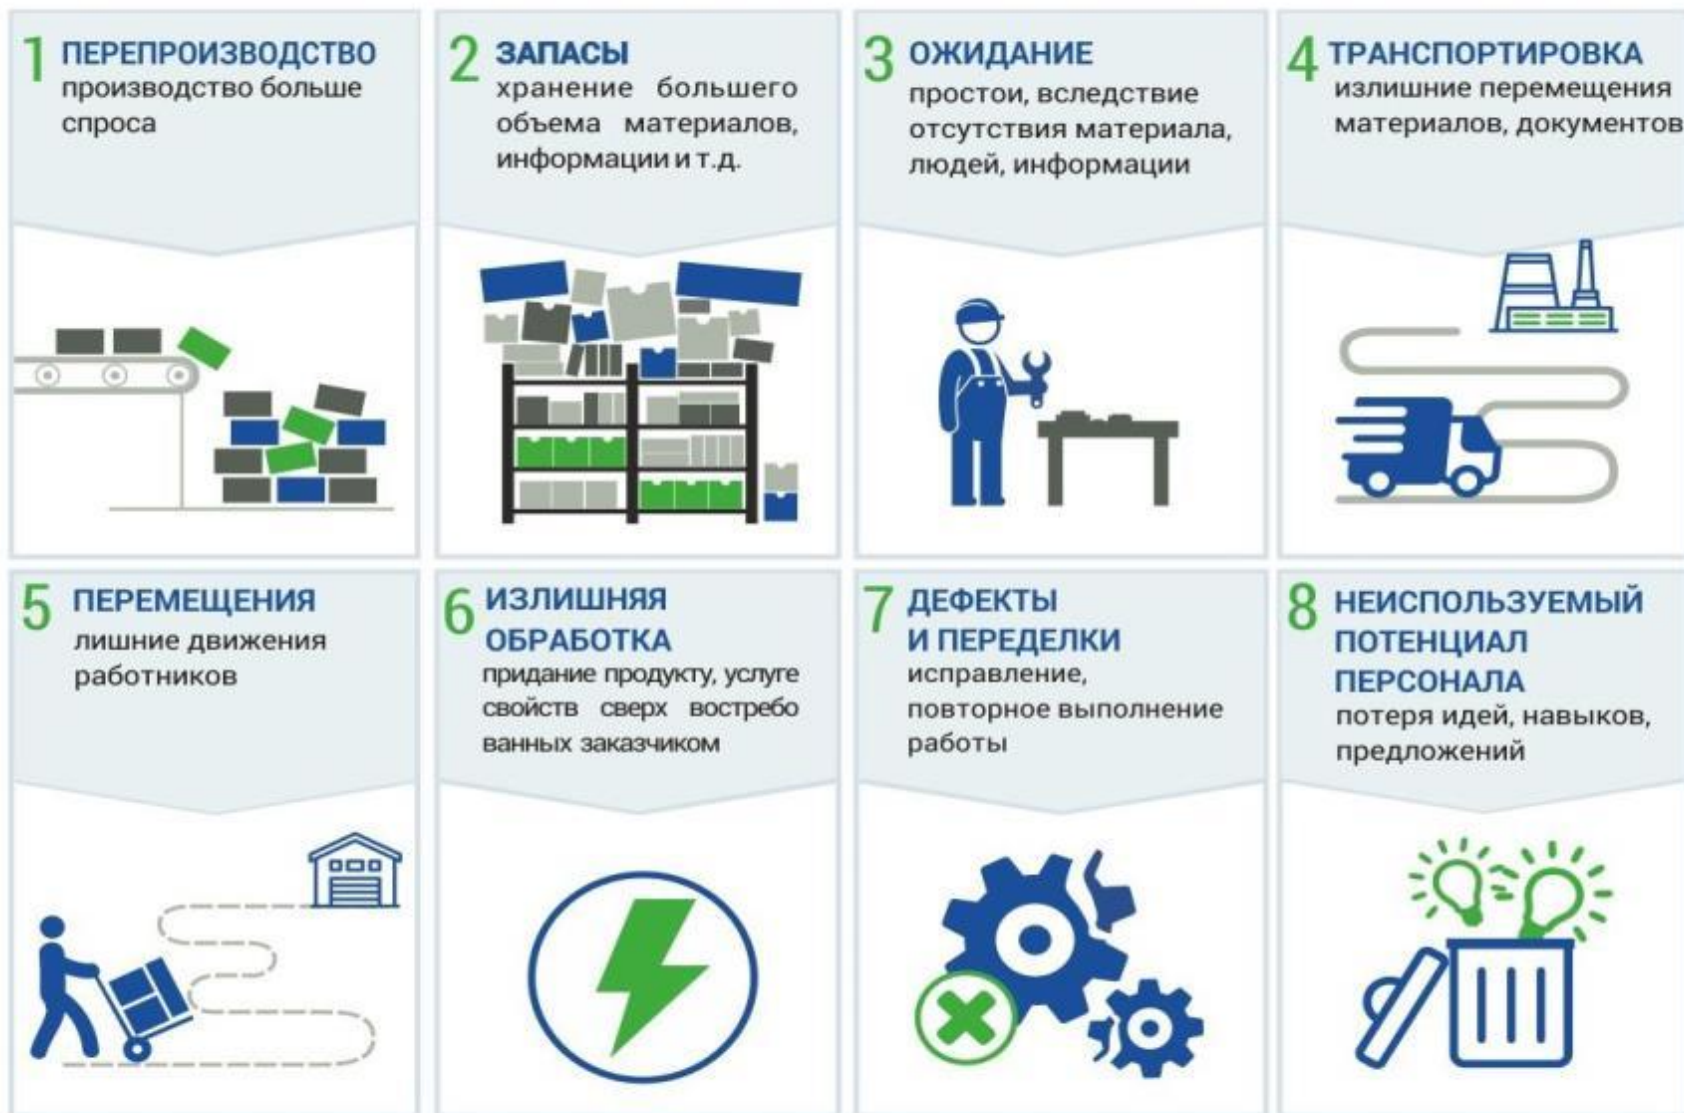 1 ПЕРЕПРОИЗВОДСТВО
производство больше
спроса
2 ЗАПАСЫ
хранение большего
объема материалов,
информации и т.д.
3 ОЖИДАНИЕ
простои, вследствие
отсутствия материала,
людей, информации
4 ТРАНСПОРТИРОВКА
излишние перемещения
материалов, документов
5 ПЕРЕМЕЩЕНИЯ
лишние движения
работников
6 ИЗЛИШНЯЯ
ОБРАБОТКА
придание продукту, услуге
свойств сверх востребо
ванных заказчиком
7 ДЕФЕКТЫ
И ПЕРЕДЕЛКИ
исправление,
повторное выполнение
работы
8 НЕИСПОЛЬЗУЕМЫЙ
ПОТЕНЦИАЛ
ПЕРСОНАЛА
потеря идей, навыков,
предложений